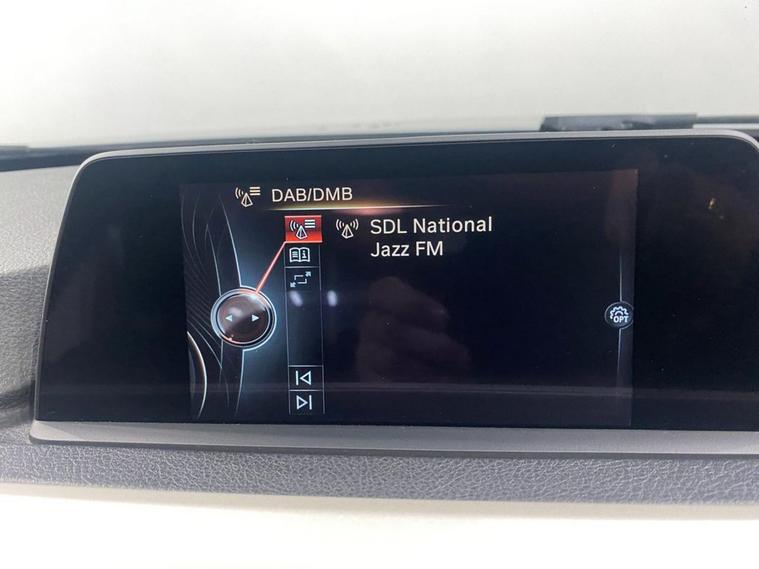 DAB/DMB
SDL National
Jazz FM
OPT